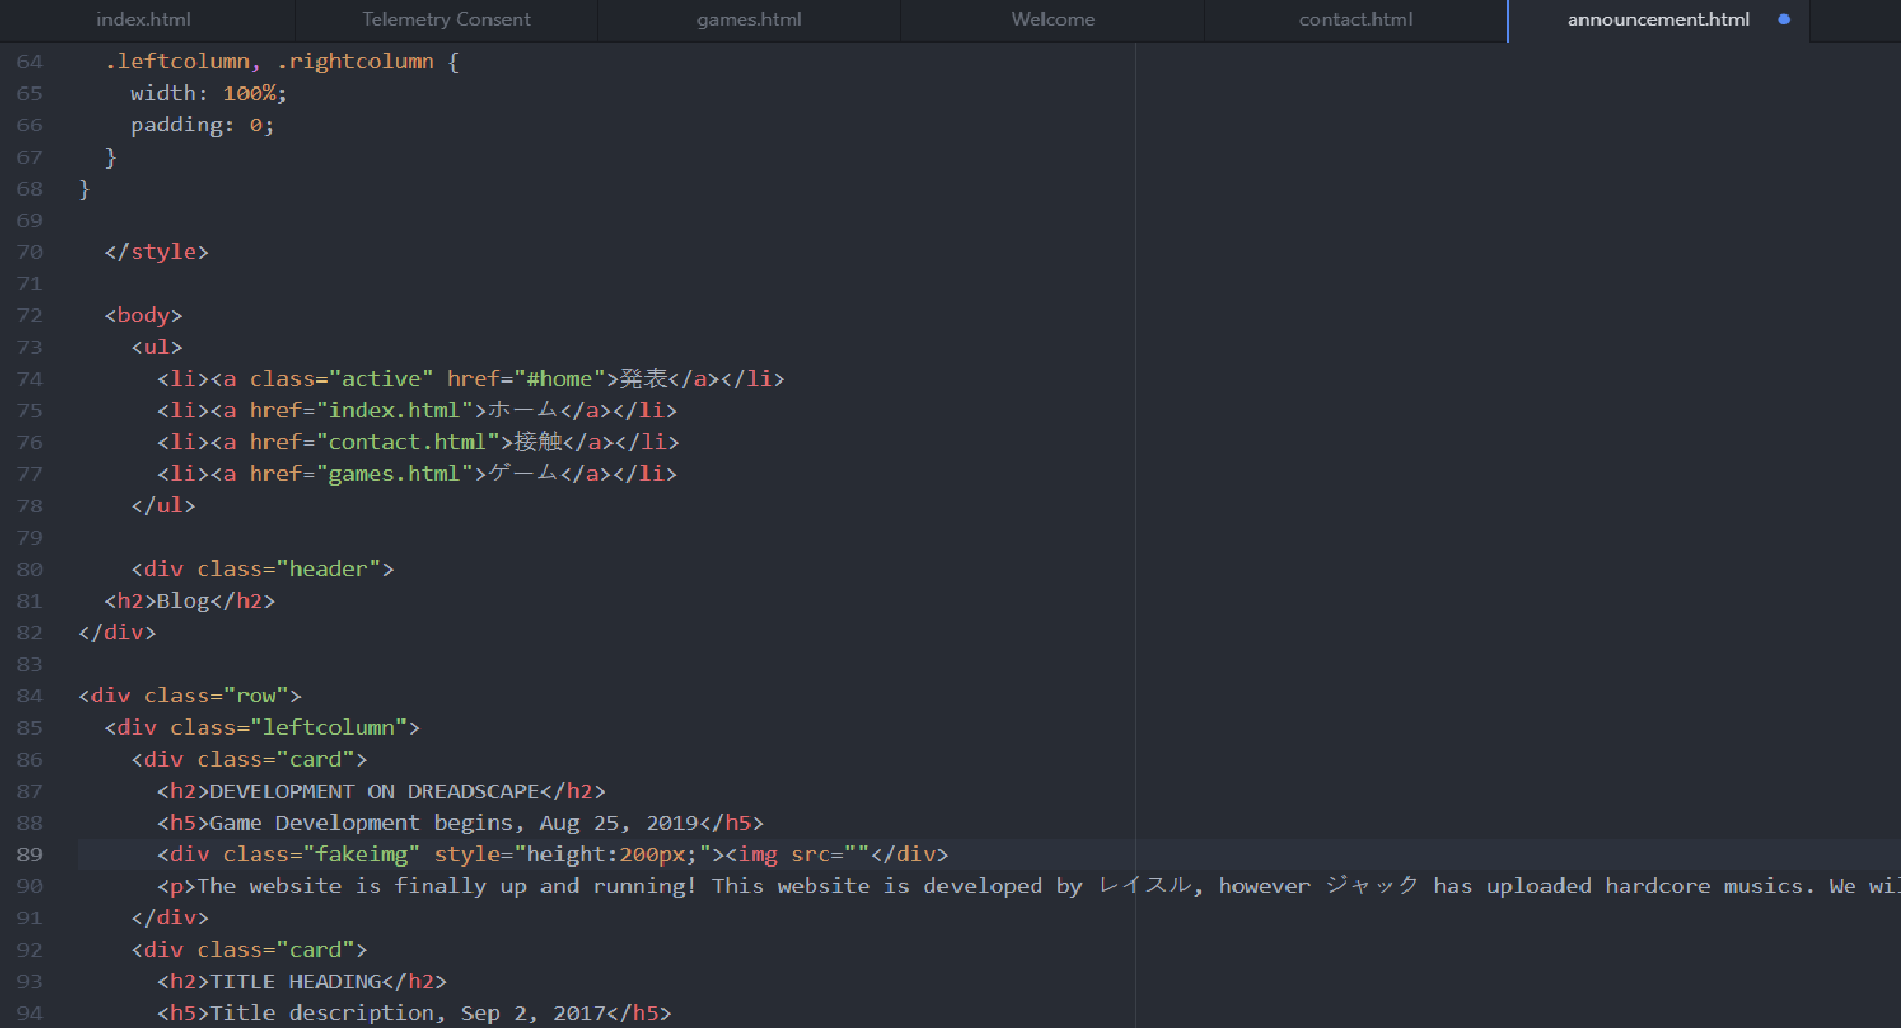 index.html Telemetry Consent games.html Welcome contact.html announcement.html
64 .leftcolumn, .rightcolumn {
65 width: 100%;
66 padding: 0;
67 }
68 }
69
70 </style>
71
72 <body>
73 <ul>
74 <li><a class="active" href="#home">発表</a></li>
75 <li><a href="index.html">ホーム</a></li>
76 <li><a href="contact.html">接触</a></li>
77 <li><a href="games.html">ゲーム</a></li>
78 </ul>
79
80 <div class="header">
81 <h2>Blog</h2>
82 </div>
83
84 <div class="row">
85 <div class="leftcolumn">
86 <div class="card">
87 <h2>DEVELOPMENT ON DREADSCAPE</h2>
88 <h5>Game Development begins, Aug 25, 2019</h5>
89 <div class="fakeimg" style="height:200px;"><img src=""</div>
90 <p>The website is finally up and running! This website is developed by レイスル, however ジャック has uploaded hardcore musics. We wil
91 </div>
92 <div class="card">
93 <h2>TITLE HEADING</h2>
94 <h5>Title description, Sep 2, 2017</h5>